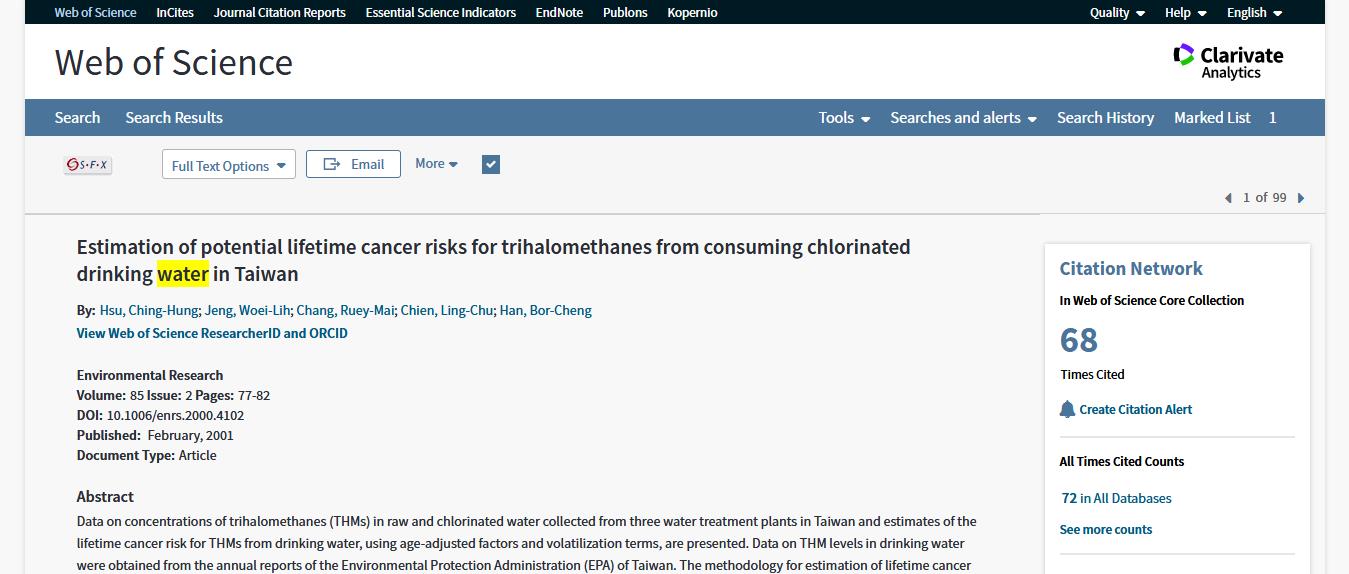 Web of Science InCites Journal Citation Reports Essential Science Indicators EndNote Publons Kopernio Quality Help English
Web of Science
Clarivate
Analytics
Search Search Results Tools Searches and alerts Search History Marked List 1
S·F·X Full Text Options Email More
1 of 99
Estimation of potential lifetime cancer risks for trihalomethanes from consuming chlorinated
drinking water in Taiwan
By: Hsu, Ching-Hung; Jeng, Woei-Lih; Chang, Ruey-Mai; Chien, Ling-Chu; Han, Bor-Cheng
View Web of Science ResearcherID and ORCID
Environmental Research
Volume: 85 Issue: 2 Pages: 77-82
DOI: 10.1006/enrs.2000.4102
Published: February, 2001
Document Type: Article
Abstract
Data on concentrations of trihalomethanes (THMs) in raw and chlorinated water collected from three water treatment plants in Taiwan and estimates of the
lifetime cancer risk for THMs from drinking water, using age-adjusted factors and volatilization terms, are presented. Data on THM levels in drinking water
were obtained from the annual reports of the Environmental Protection Administration (EPA) of Taiwan. The methodology for estimation of lifetime cancer
Citation Network
In Web of Science Core Collection
68
Times Cited
Create Citation Alert
All Times Cited Counts
72 in All Databases
See more counts